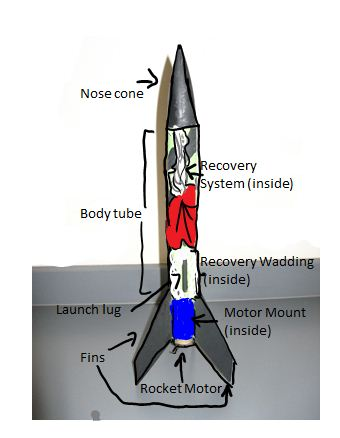 Nose cone
Recovery
System (inside)
Body tube
Recovery Wadding
(inside)
Launch lug
Motor Mount
(inside)
Fins
Rocket Motor